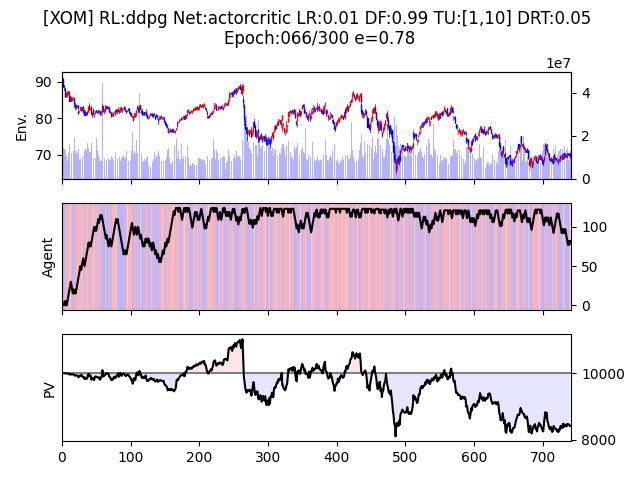 [XOM] RL:ddpg Net:actorcritic LR:0.01 DF:0.99 TU:[1,10] DRT:0.05
Epoch:066/300 e=0.78
1e7
Env.
90
80
70
4
2
0
Agent
100
50
0
PV
10000
8000
0 100 200 300 400 500 600 700